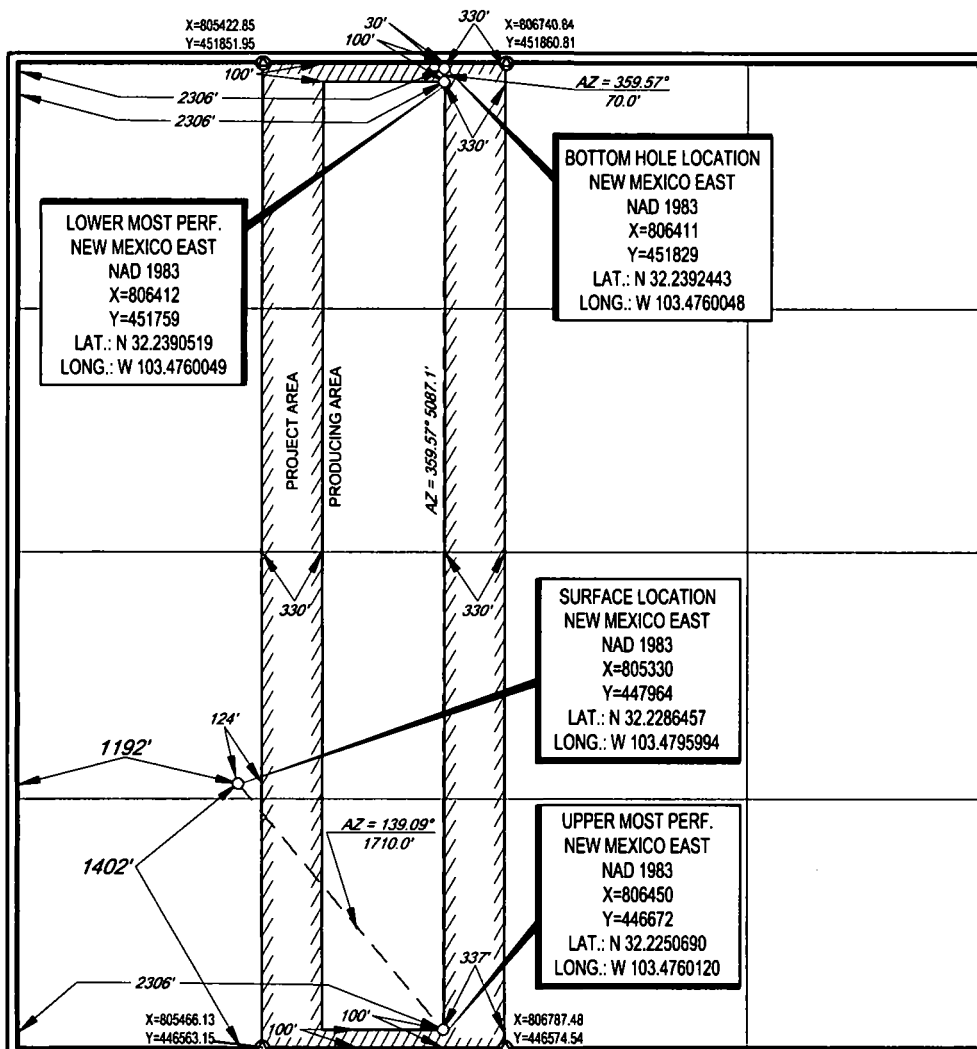 X=805422.85
Y=451851.95
30'
100'
330'
X=806740.84
Y=451860.81
100'
2306'
2306'
AZ = 359.57°
70.0'
330'
BOTTOM HOLE LOCATION
NEW MEXICO EAST
NAD 1983
X=806411
Y=451829
LAT.: N 32.2392443
LONG.: W 103.4760048
LOWER MOST PERF.
NEW MEXICO EAST
NAD 1983
X=806412
Y=451759
LAT.: N 32.2390519
LONG.: W 103.4760049
PROJECT AREA
PRODUCING AREA
AZ = 359.57° 5087.1'
330'
330'
SURFACE LOCATION
NEW MEXICO EAST
NAD 1983
X=805330
Y=447964
LAT.: N 32.2286457
LONG.: W 103.4795994
124'
1192'
1402'
AZ = 139.09°
1710.0'
UPPER MOST PERF.
NEW MEXICO EAST
NAD 1983
X=806450
Y=446672
LAT.: N 32.2250690
LONG.: W 103.4760120
2306'
337'
X=805466.13
Y=446563.15
100'
100'
X=806787.48
Y=446574.54